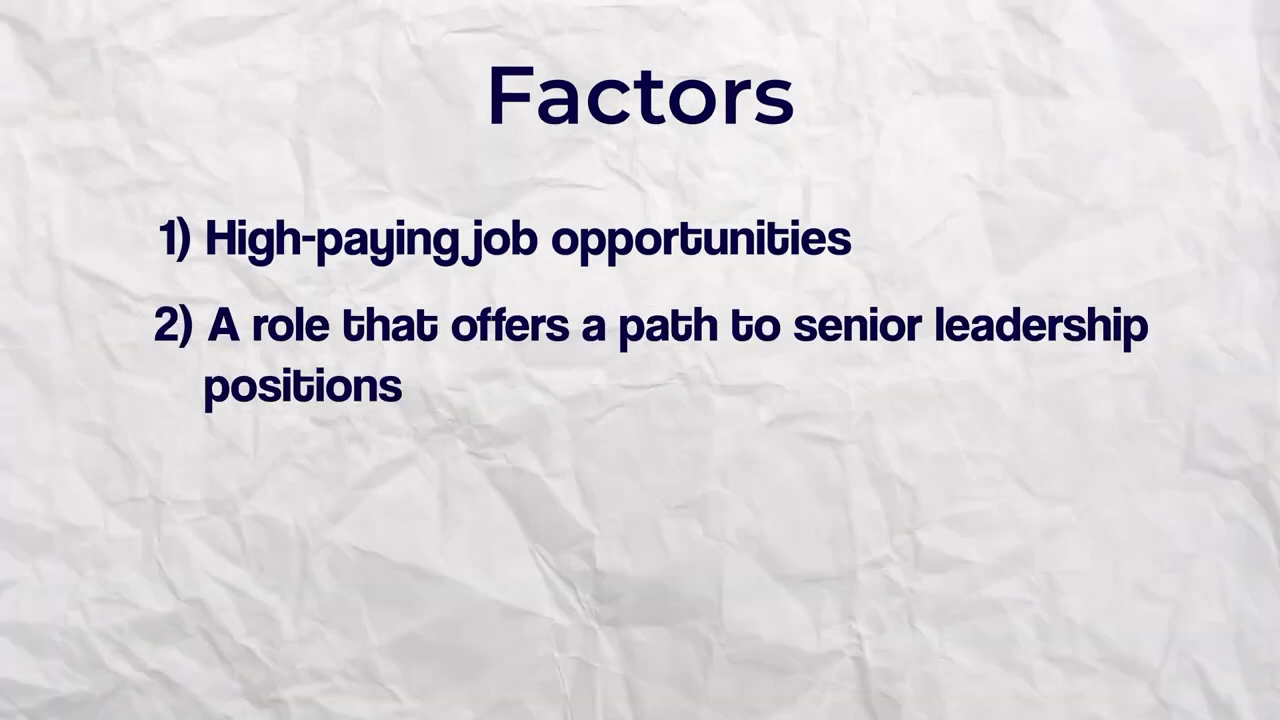 Factors
1) High-paying job opportunities
2) A role that offers a path to senior leadership
positions